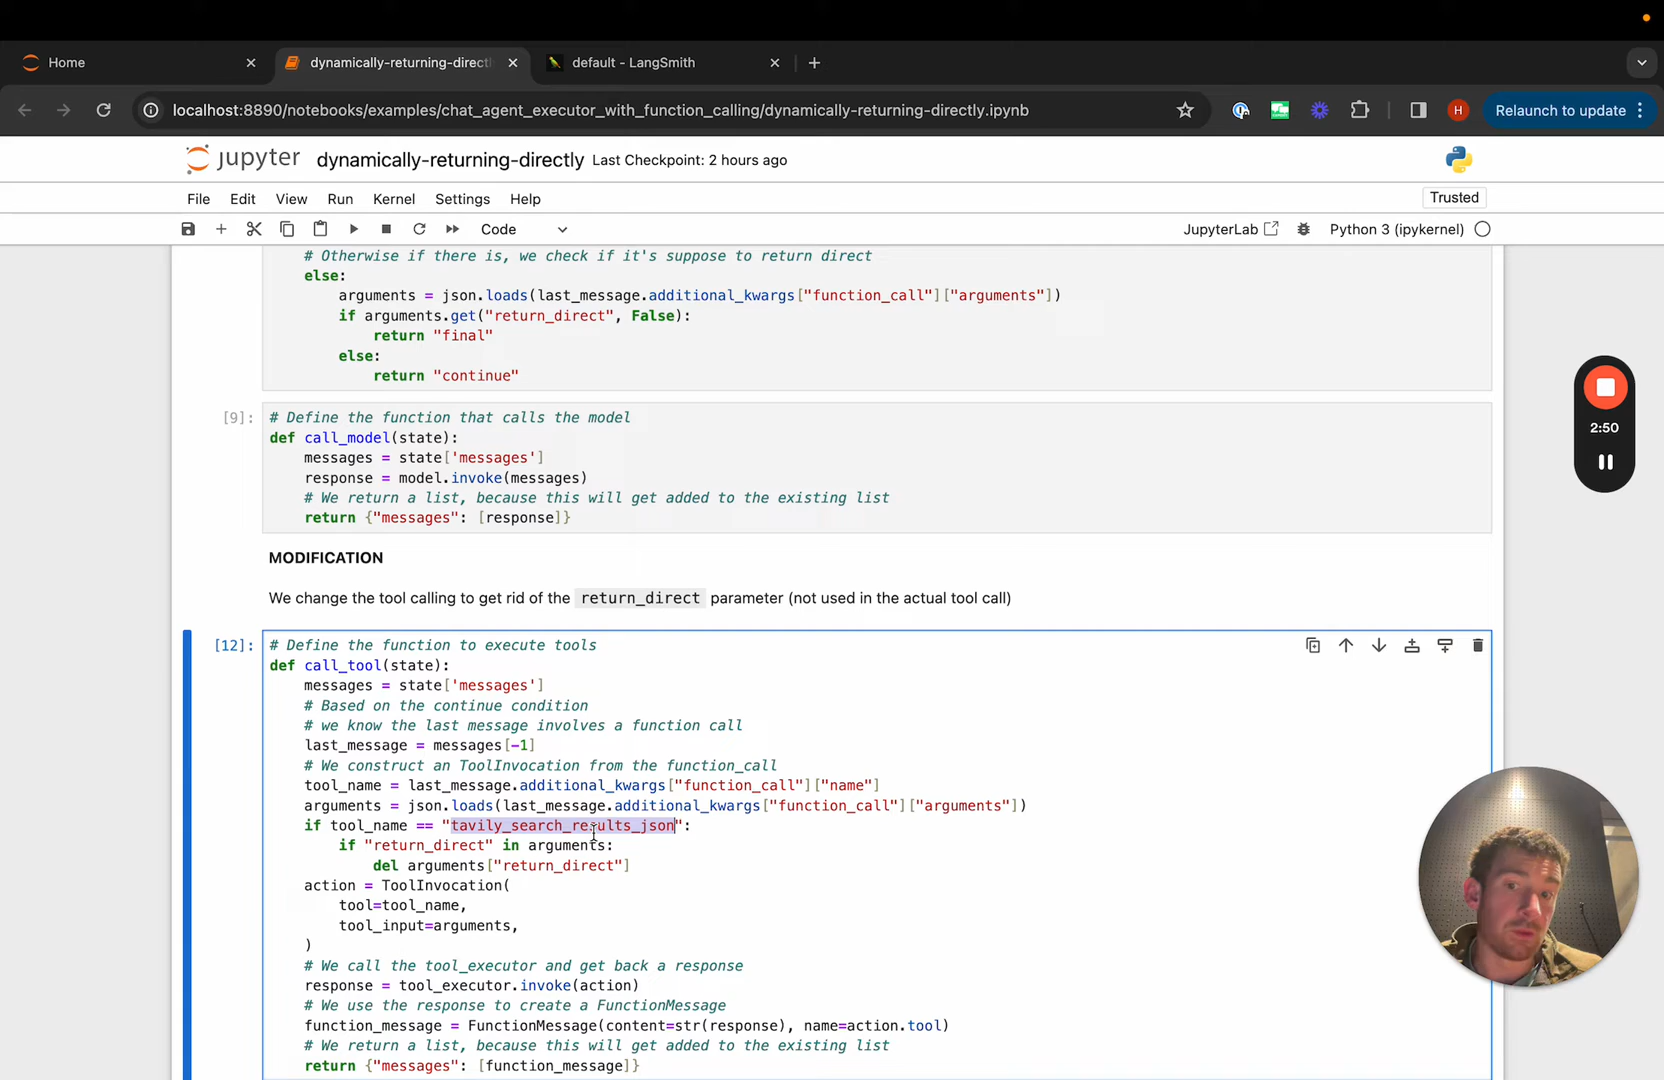 Home
dynamically-returning-direct
default - LangSmith
localhost:8890/notebooks/examples/chat_agent_executor_with_function_calling/dynamically-returning-directly.ipynb
H
Relaunch to update
jupyter
dynamically-returning-directly
Last Checkpoint: 2 hours ago
File Edit View Run Kernel Settings Help
Trusted
Code
JupyterLab
Python 3 (ipykernel)
# Otherwise if there is, we check if it's suppose to return direct
else:
arguments = json.loads(last_message.additional_kwargs["function_call"]["arguments"])
if arguments.get("return_direct", False):
return "final"
else:
return "continue"
[9]:
# Define the function that calls the model
def call_model(state):
messages = state['messages']
response = model.invoke(messages)
# We return a list, because this will get added to the existing list
return {"messages": [response]}
MODIFICATION
We change the tool calling to get rid of the return_direct parameter (not used in the actual tool call)
[12]:
# Define the function to execute tools
def call_tool(state):
messages = state['messages']
# Based on the continue condition
# we know the last message involves a function call
last_message = messages[-1]
# We construct an ToolInvocation from the function_call
tool_name = last_message.additional_kwargs["function_call"]["name"]
arguments = json.loads(last_message.additional_kwargs["function_call"]["arguments"])
if tool_name == "tavily_search_results_json":
if "return_direct" in arguments:
del arguments["return_direct"]
action = ToolInvocation(
tool=tool_name,
tool_input=arguments,
)
# We call the tool_executor and get back a response
response = tool_executor.invoke(action)
# We use the response to create a FunctionMessage
function_message = FunctionMessage(content=str(response), name=action.tool)
# We return a list, because this will get added to the existing list
return {"messages": [function_message]}
2:50